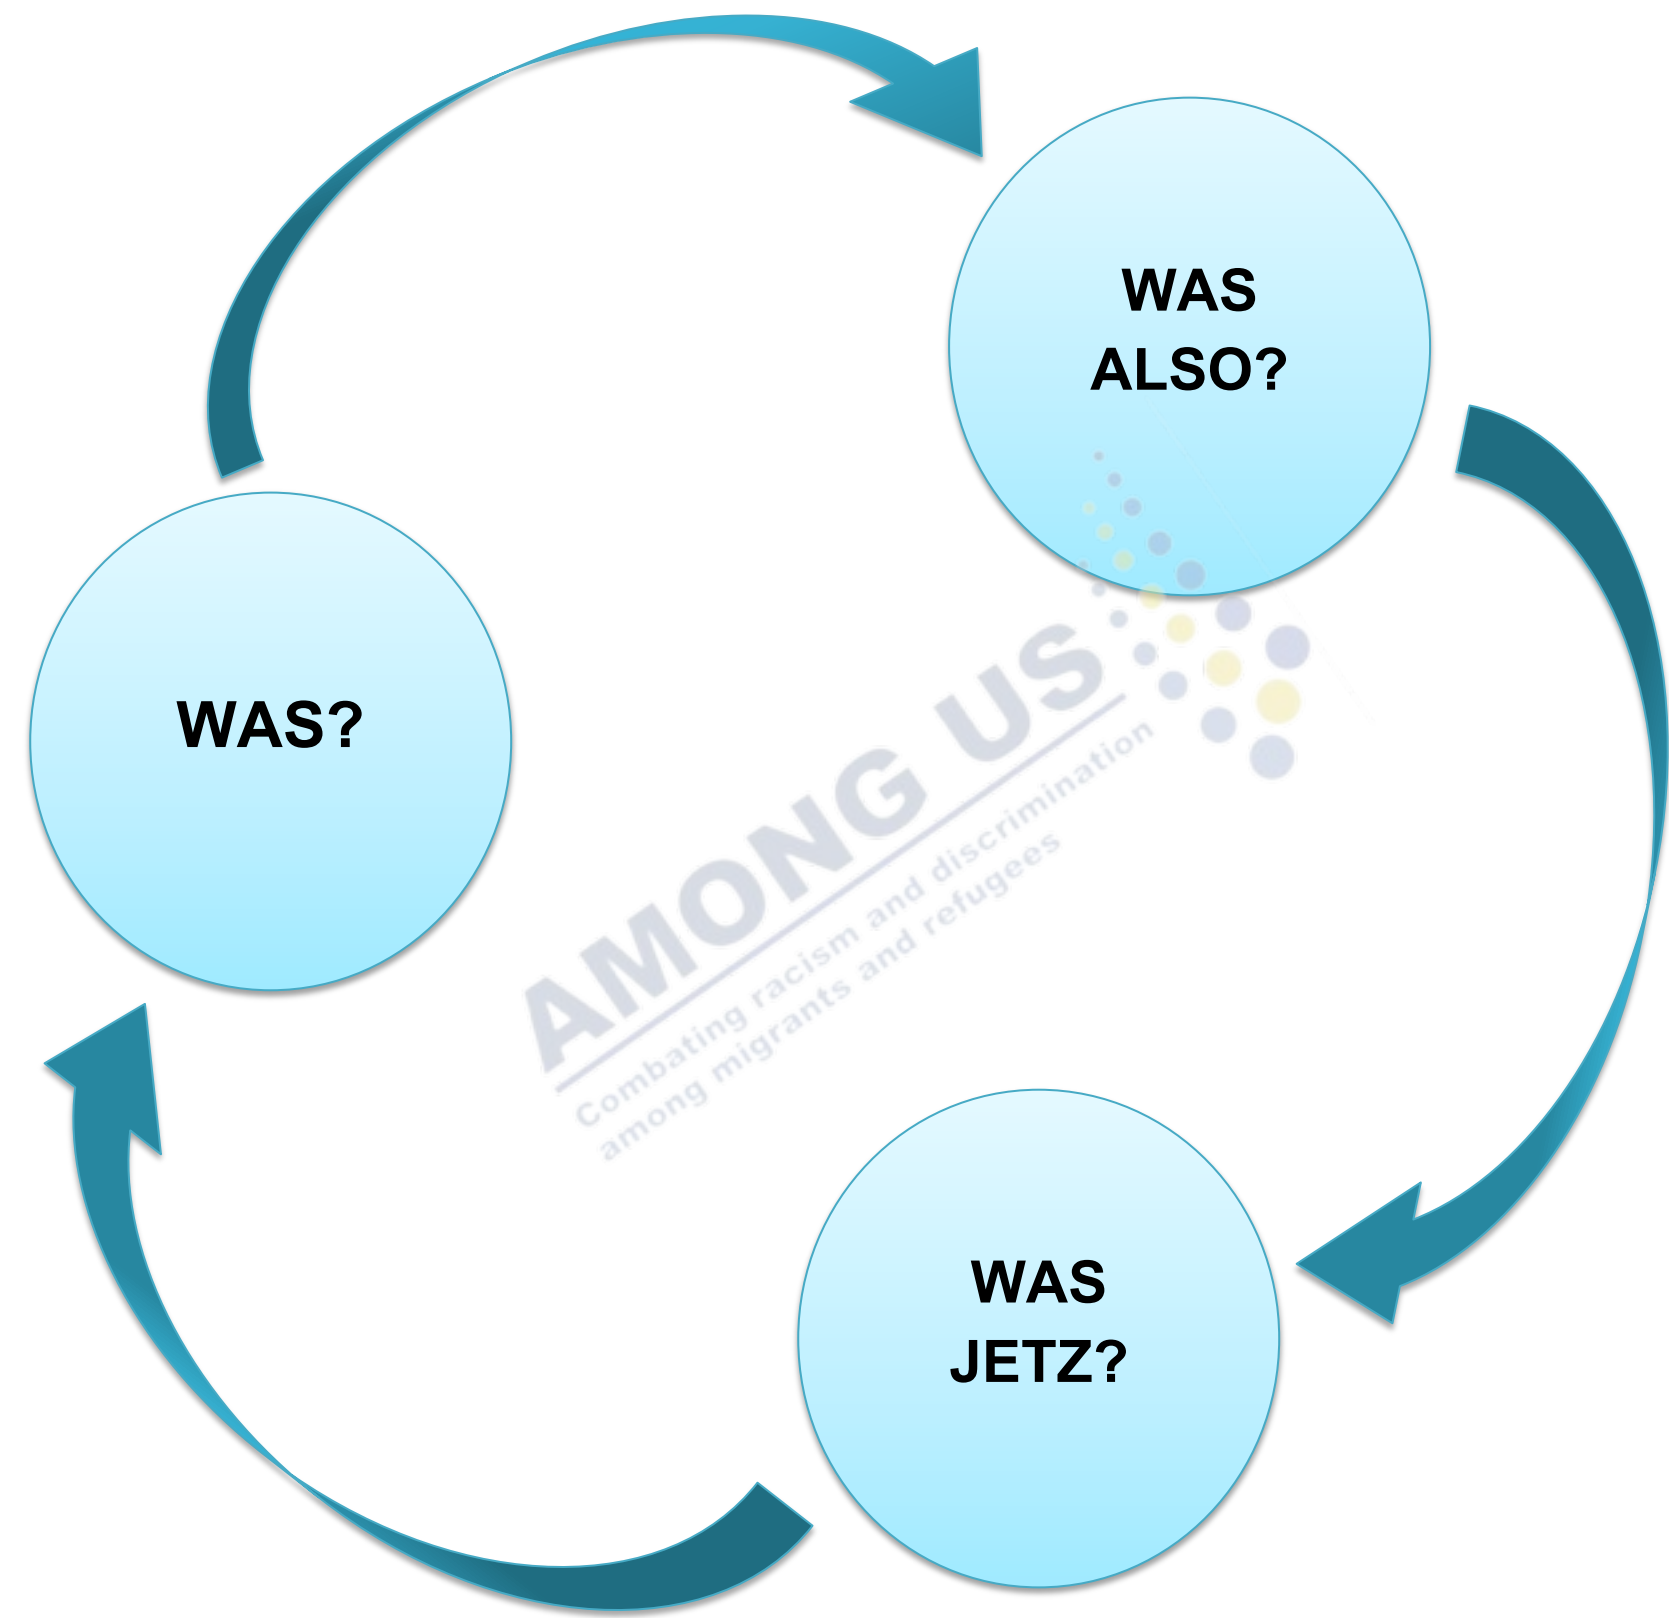 WAS
ALSO?
WAS?
AMONG US
Combating racism and discrimination
among migrants and refugees
WAS
JETZ?